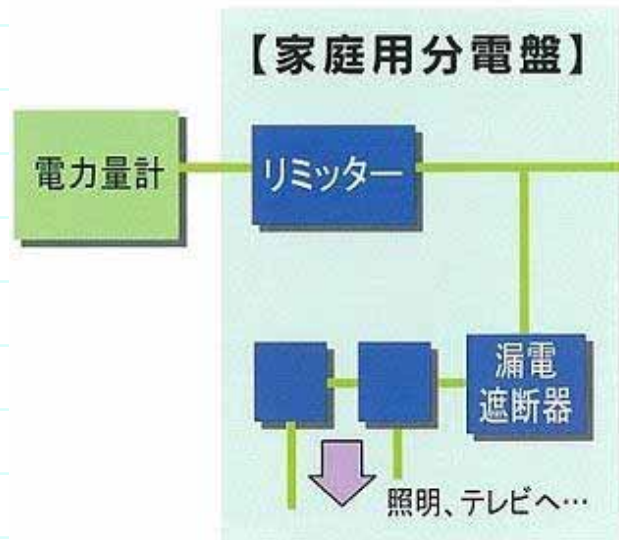 【家庭用分電盤】
電力量計
リミッター
漏電
遮断器
照明、テレビへ…